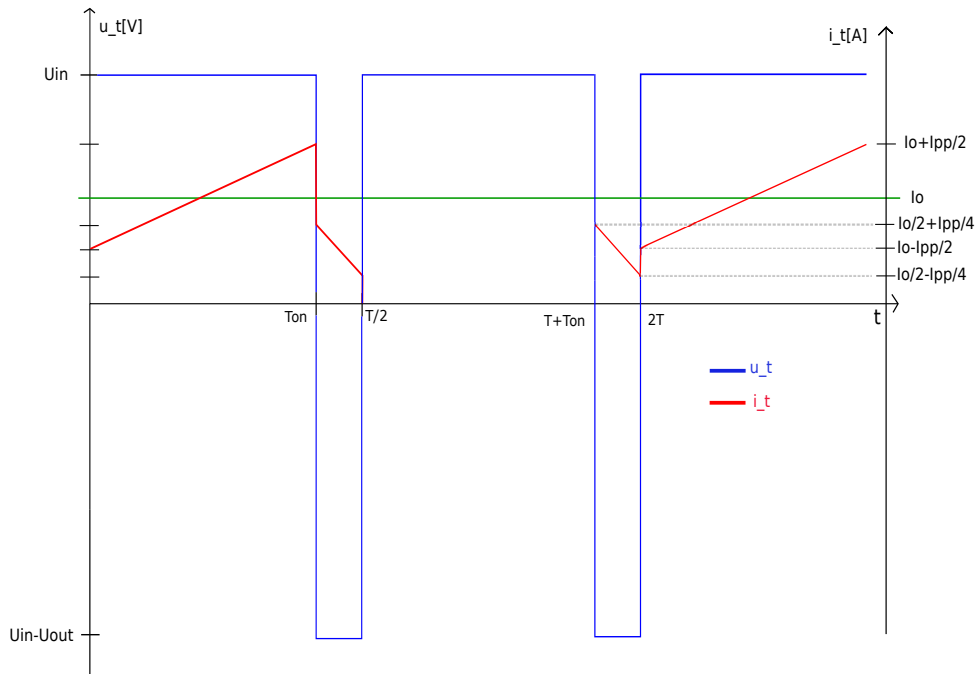 u_t[V]
i_t[A]
Uin
Io+Ipp/2
Io
Io/2+Ipp/4
Io-Ipp/2
Io/2-Ipp/4
Ton
T/2
T+Ton
2T
t
u_t
i_t
Uin-Uout